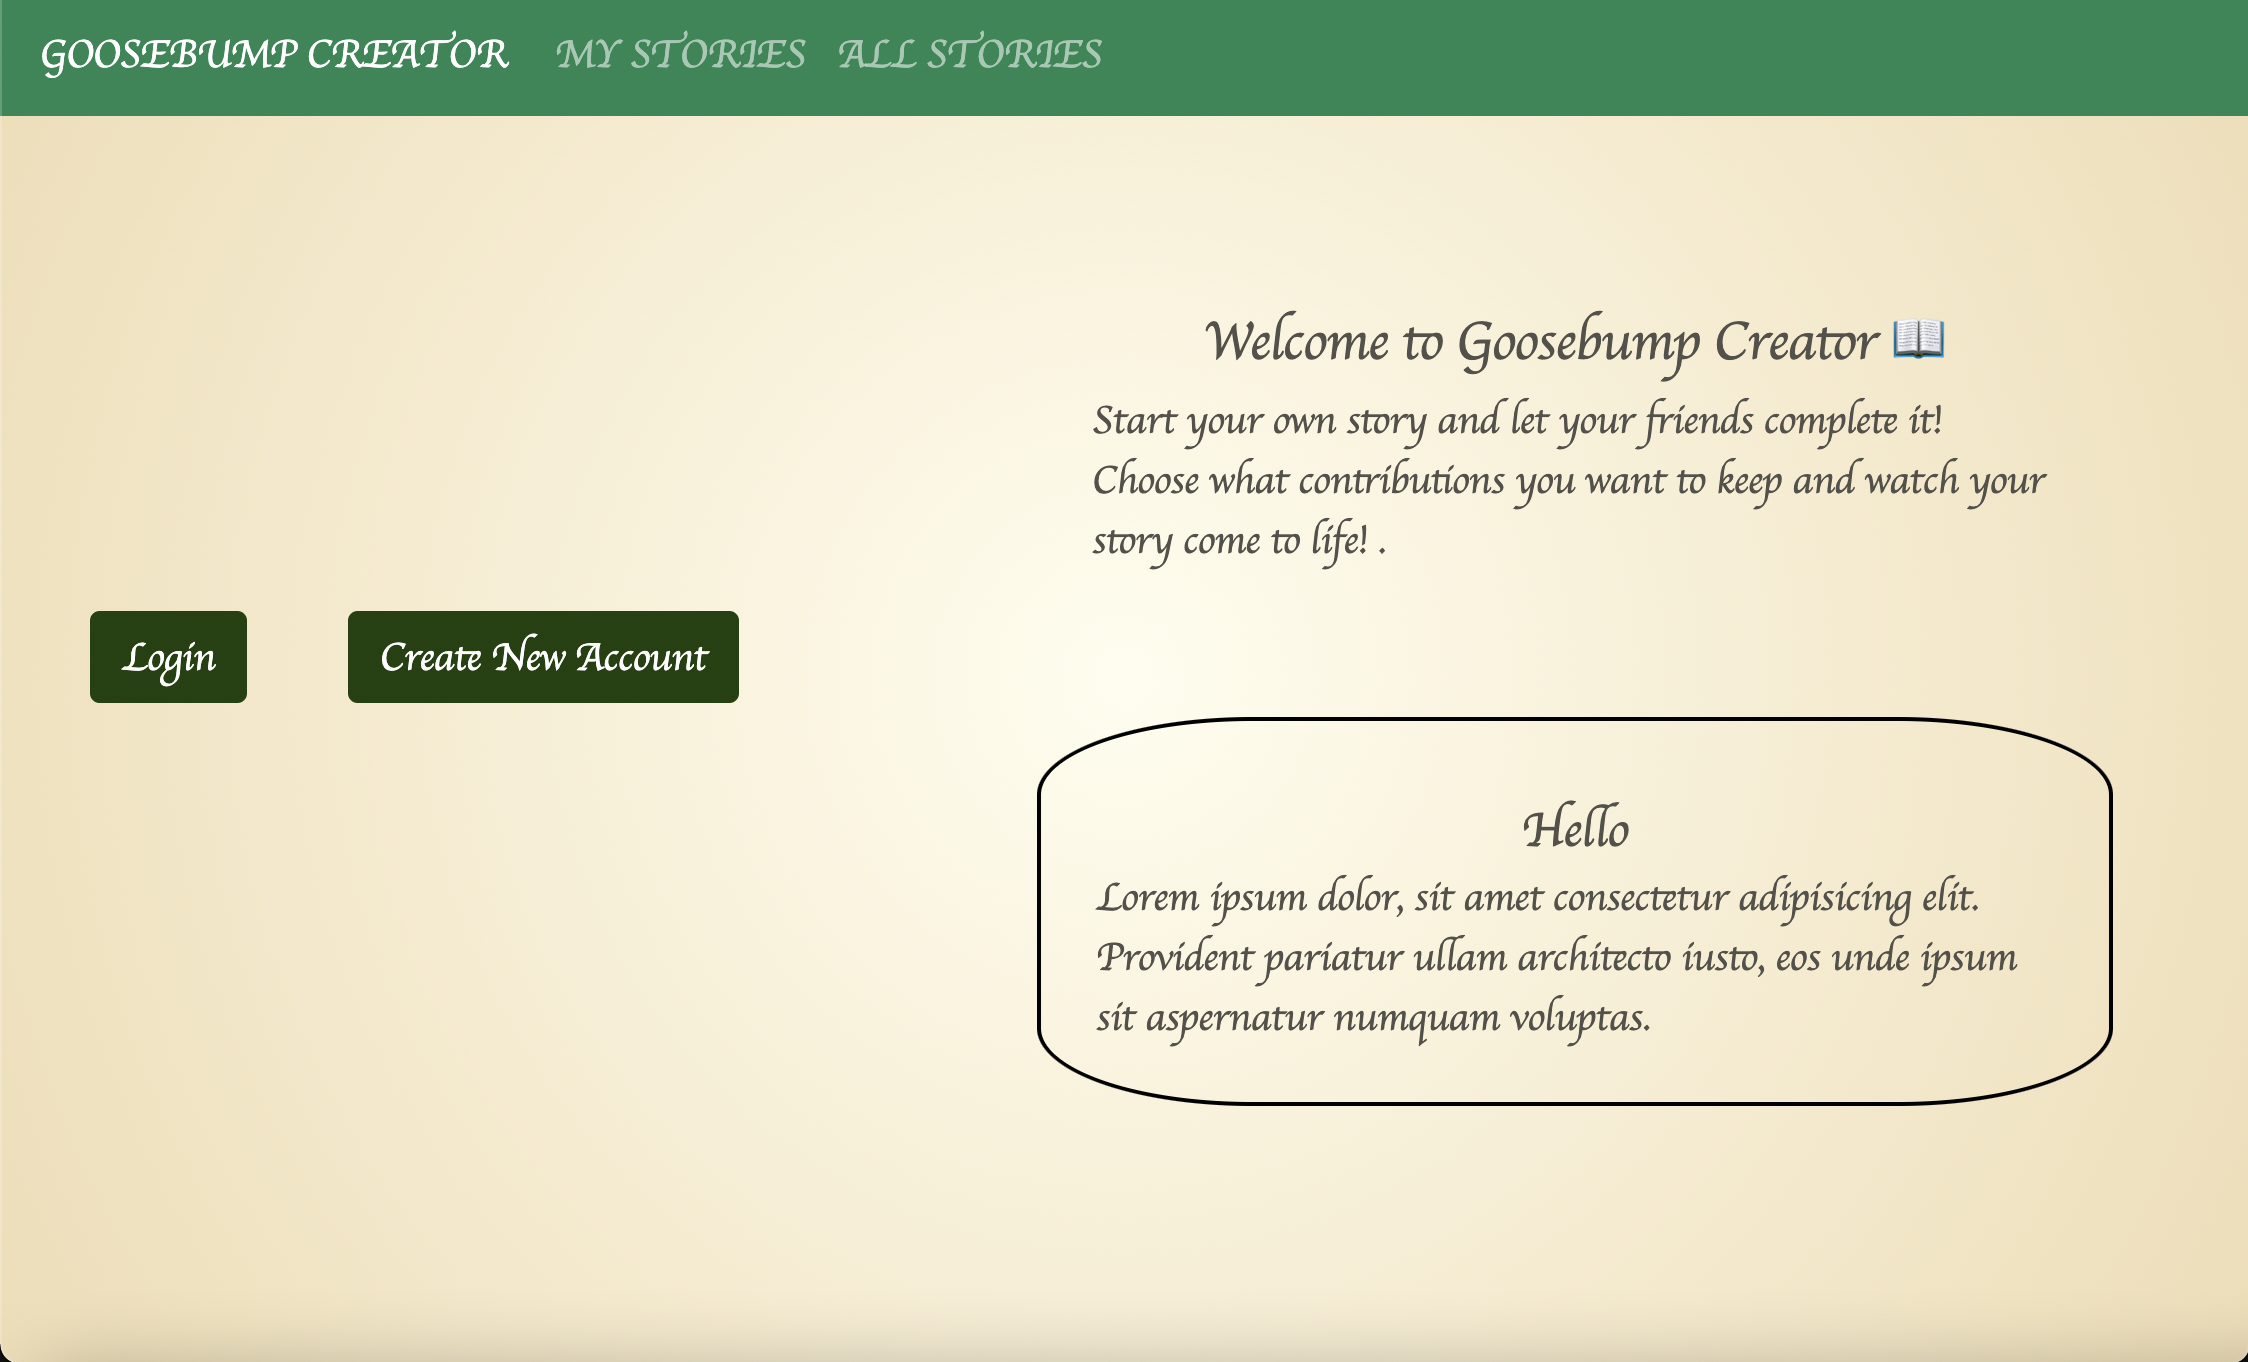 GOOSEBUMP CREATOR MY STORIES ALL STORIES
Welcome to Goosebump Creator 📖
Start your own story and let your friends complete it!
Choose what contributions you want to keep and watch your
story come to life! .
Login Create New Account
Hello
Lorem ipsum dolor, sit amet consectetur adipisicing elit.
Provident pariatur ullam architecto iusto, eos unde ipsum
sit aspernatur numquam voluptas.